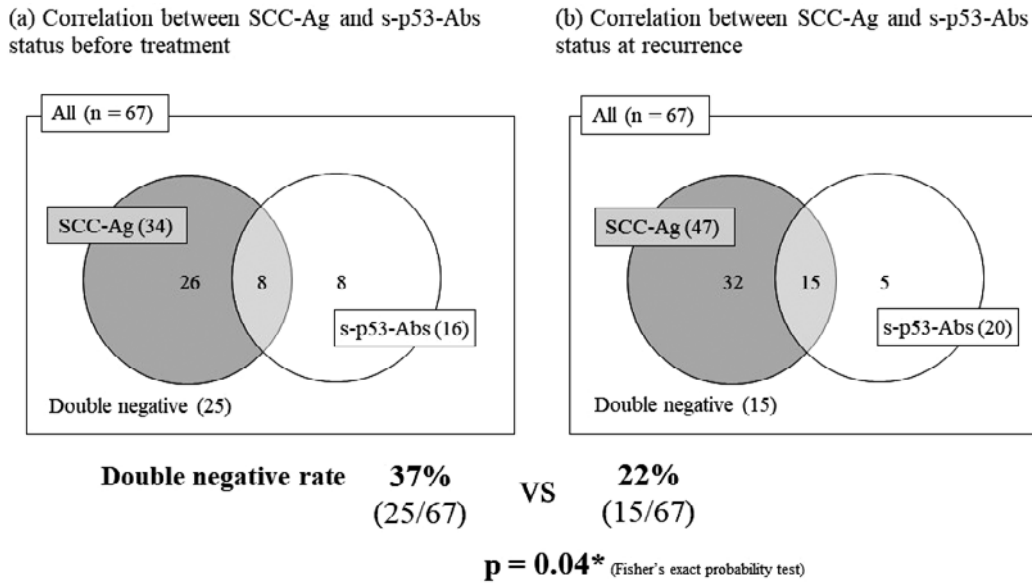 (a) Correlation between SCC-Ag and s-p53-Abs
status before treatment
All (n = 67)
SCC-Ag (34)
26
8
8
s-p53-Abs (16)
Double negative (25)
(b) Correlation between SCC-Ag and s-p53-Abs
status at recurrence
All (n = 67)
SCC-Ag (47)
32
15
5
s-p53-Abs (20)
Double negative (15)
Double negative rate 37% VS 22%
(25/67) (15/67)
p = 0.04* (Fisher's exact probability test)